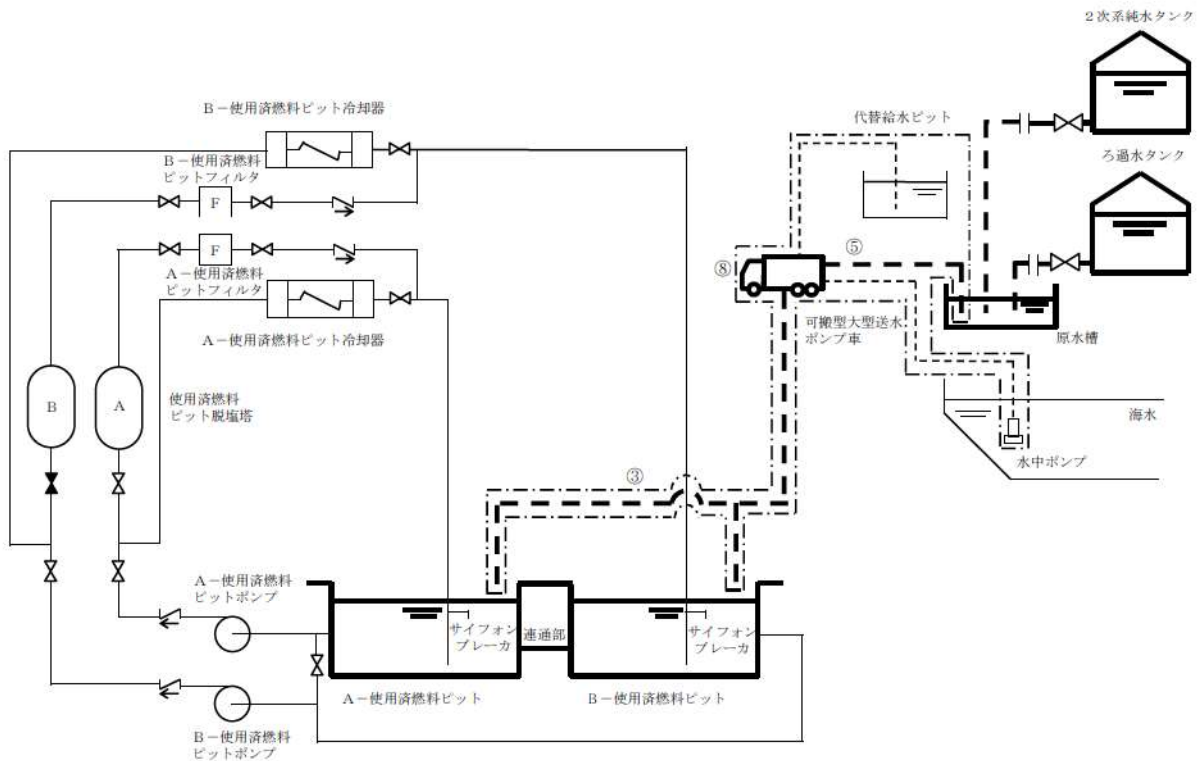 ２次系純水タンク
Ｂ－使用済燃料ピット冷却器
代替給水ピット
Ｂ－使用済燃料
ピットフィルタ
ろ過水タンク
F
⑤
F
⑧
Ａ－使用済燃料
ピットフィルタ
可搬型大型送水
ポンプ車
原水槽
Ａ－使用済燃料ピット冷却器
B
A
使用済燃料
ピット脱塩塔
海水
水中ポンプ
③
Ａ－使用済燃料
ピットポンプ
サイフォン
ブレーカ
連通部
サイフォン
ブレーカ
Ａ－使用済燃料ピット
Ｂ－使用済燃料ピット
Ｂ－使用済燃料
ピットポンプ